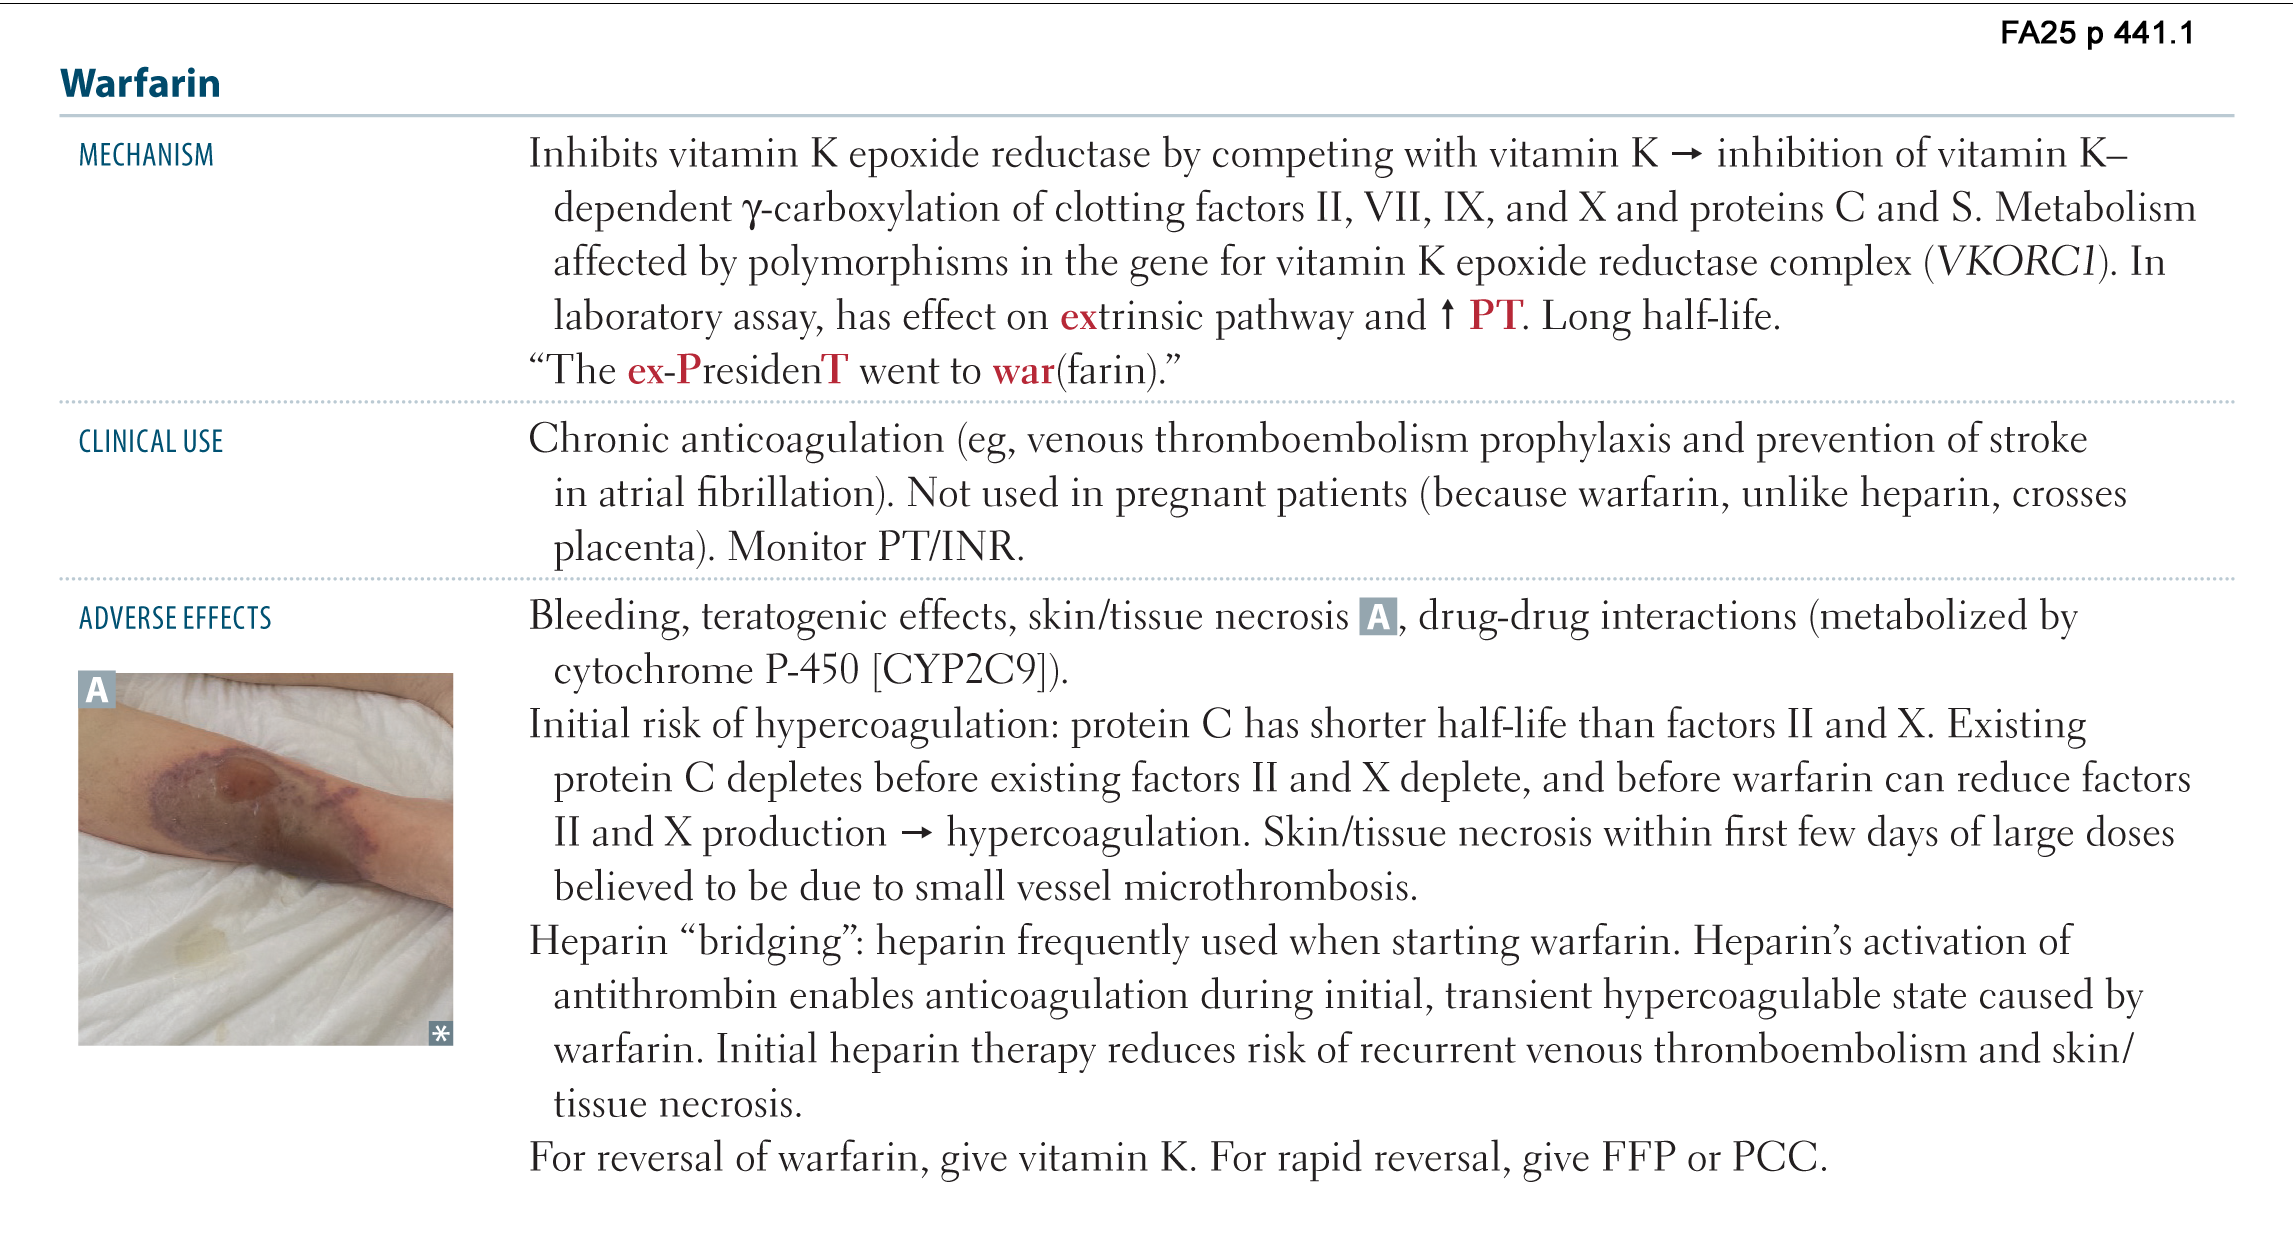 FA25 p 441.1
Warfarin
MECHANISM
Inhibits vitamin K epoxide reductase by competing with vitamin K → inhibition of vitamin K–
dependent γ-carboxylation of clotting factors II, VII, IX, and X and proteins C and S. Metabolism
affected by polymorphisms in the gene for vitamin K epoxide reductase complex (VKORC1). In
laboratory assay, has effect on extrinsic pathway and ↑ PT. Long half-life.
“The ex-PresidenT went to war(farin).”
CLINICAL USE
Chronic anticoagulation (eg, venous thromboembolism prophylaxis and prevention of stroke
in atrial fibrillation). Not used in pregnant patients (because warfarin, unlike heparin, crosses
placenta). Monitor PT/INR.
ADVERSE EFFECTS
Bleeding, teratogenic effects, skin/tissue necrosis A, drug-drug interactions (metabolized by
cytochrome P-450 [CYP2C9]).
Initial risk of hypercoagulation: protein C has shorter half-life than factors II and X. Existing
protein C depletes before existing factors II and X deplete, and before warfarin can reduce factors
II and X production → hypercoagulation. Skin/tissue necrosis within first few days of large doses
believed to be due to small vessel microthrombosis.
Heparin “bridging”: heparin frequently used when starting warfarin. Heparin’s activation of
antithrombin enables anticoagulation during initial, transient hypercoagulable state caused by
warfarin. Initial heparin therapy reduces risk of recurrent venous thromboembolism and skin/
tissue necrosis.
For reversal of warfarin, give vitamin K. For rapid reversal, give FFP or PCC.
A
*